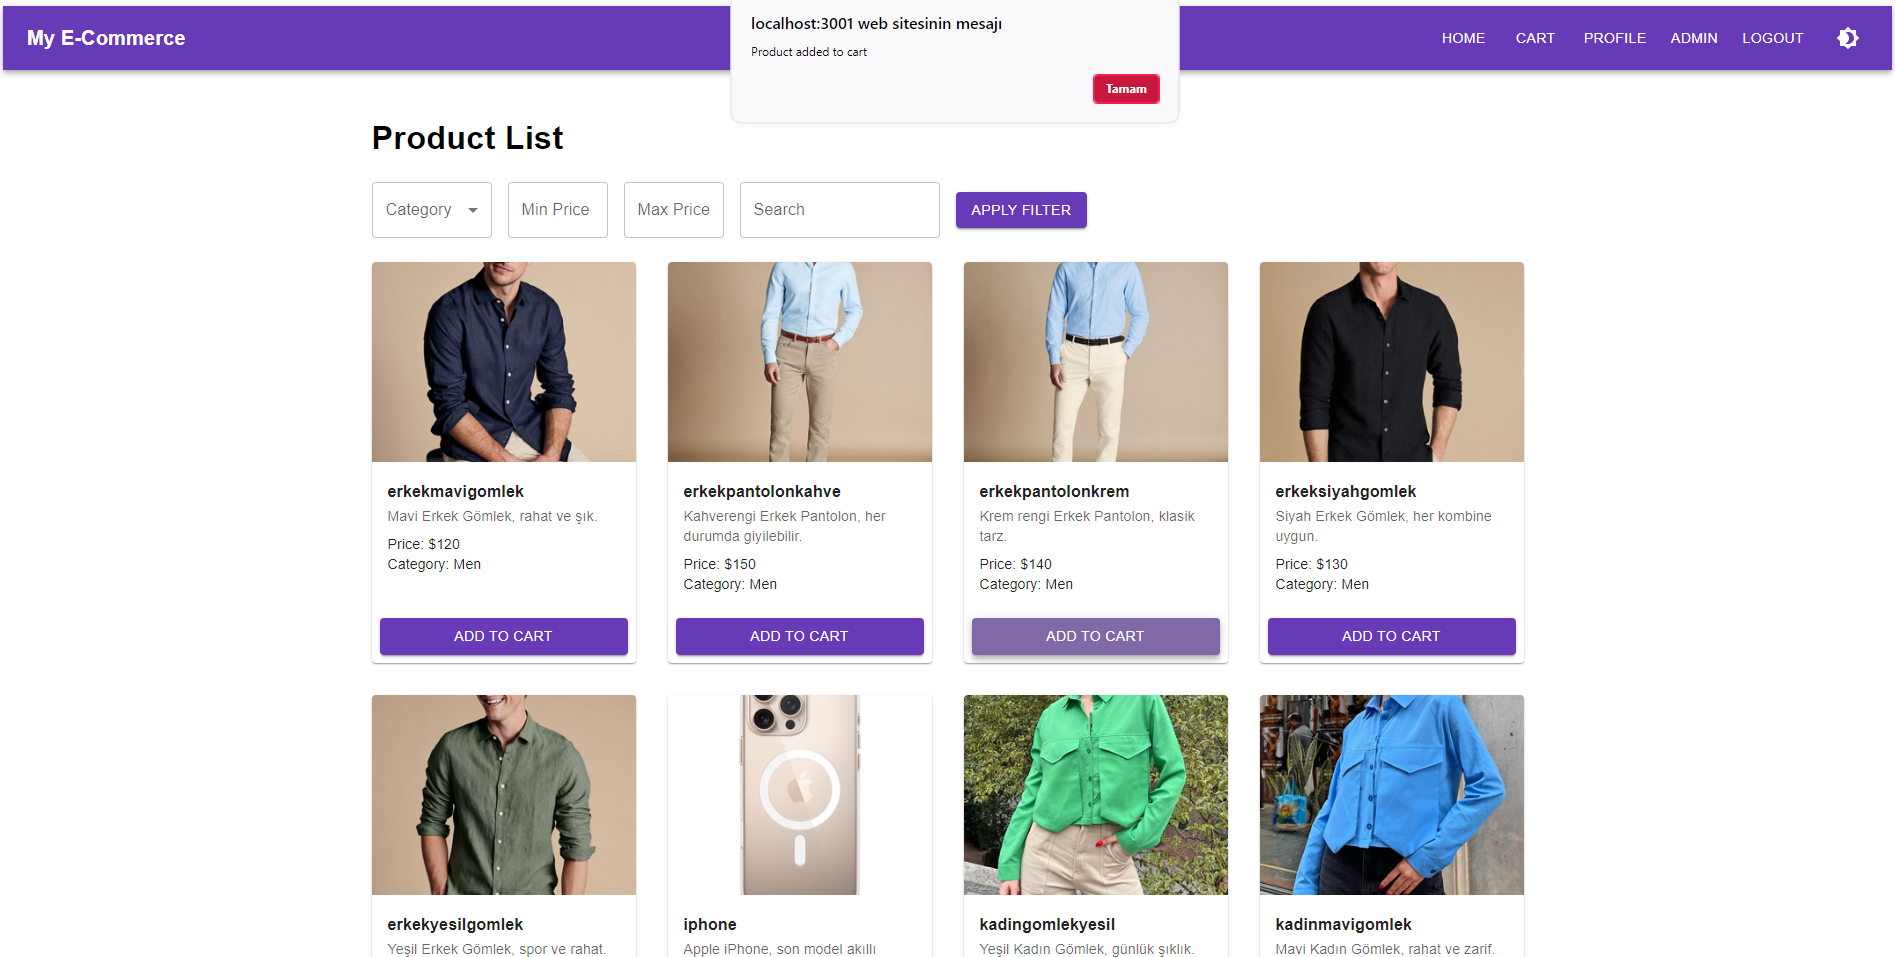 My E-Commerce
HOME
CART
PROFILE
ADMIN
LOGOUT
localhost:3001 web sitesinin mesajı
Product added to cart
Tamam
Product List
Category
Min Price
Max Price
Search
APPLY FILTER
erkekmavigomlek
Mavi Erkek Gömlek, rahat ve şık.
Price: $120
Category: Men
ADD TO CART
erkekpantolonkahve
Kahverengi Erkek Pantolon, her
durumda giyilebilir.
Price: $150
Category: Men
ADD TO CART
erkekpantolonkrem
Krem rengi Erkek Pantolon, klasik
tarz.
Price: $140
Category: Men
ADD TO CART
erkeksiyahgomlek
Siyah Erkek Gömlek, her kombine
uygun.
Price: $130
Category: Men
ADD TO CART
erkekyesilgomlek
Yeşil Erkek Gömlek, spor ve rahat.
iphone
Apple iPhone, son model akıllı
kadingomlekyesil
Yeşil Kadın Gömlek, günlük şıklık.
kadinmavigomlek
Mavi Kadın Gömlek, rahat ve zarif.